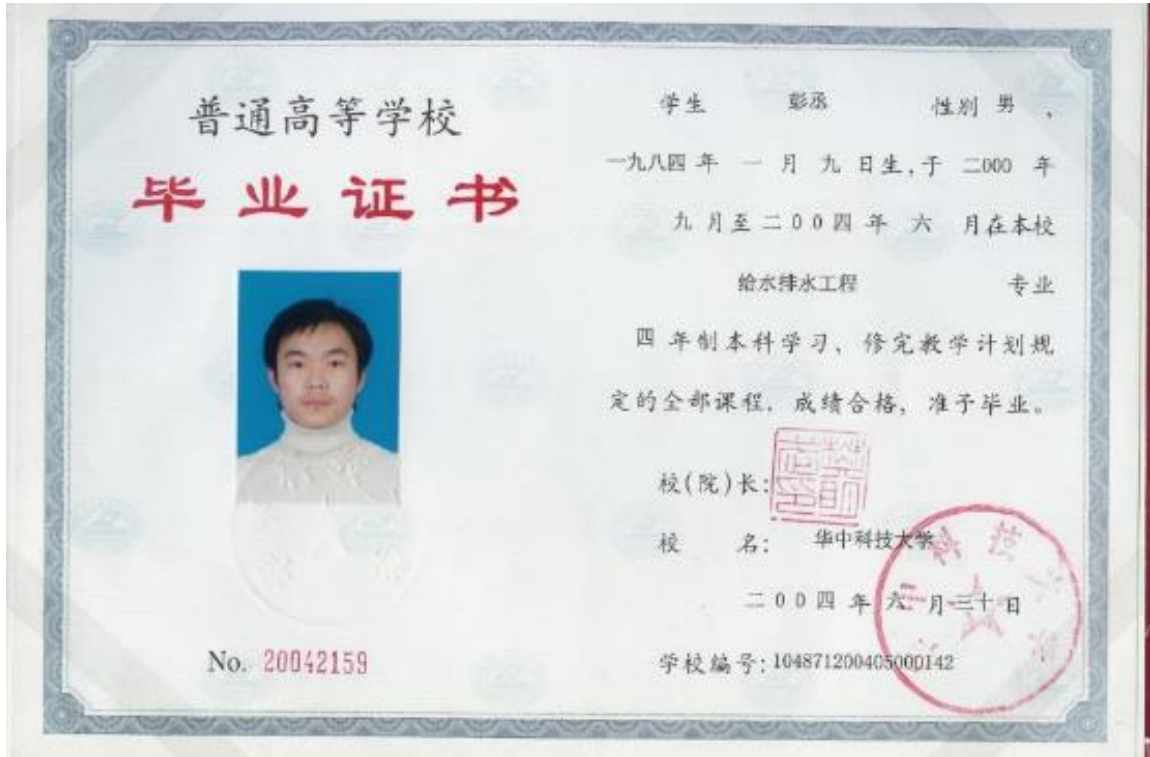 普通高等学校
毕业证书
No. 20042159
学生 彭丞 性别 男 、
一九八四 年 一 月 九 日生,于 二000 年
九 月至二00四年 六 月在本校
给水排水工程 专业
四 年制本科学习、修完教学计划规
定的全部课程, 成绩合格, 准予毕业。
校(院)长:
校 名: 华中科技大学
二00四 年 六 月 三十 日
学校编号: 104871200405000142